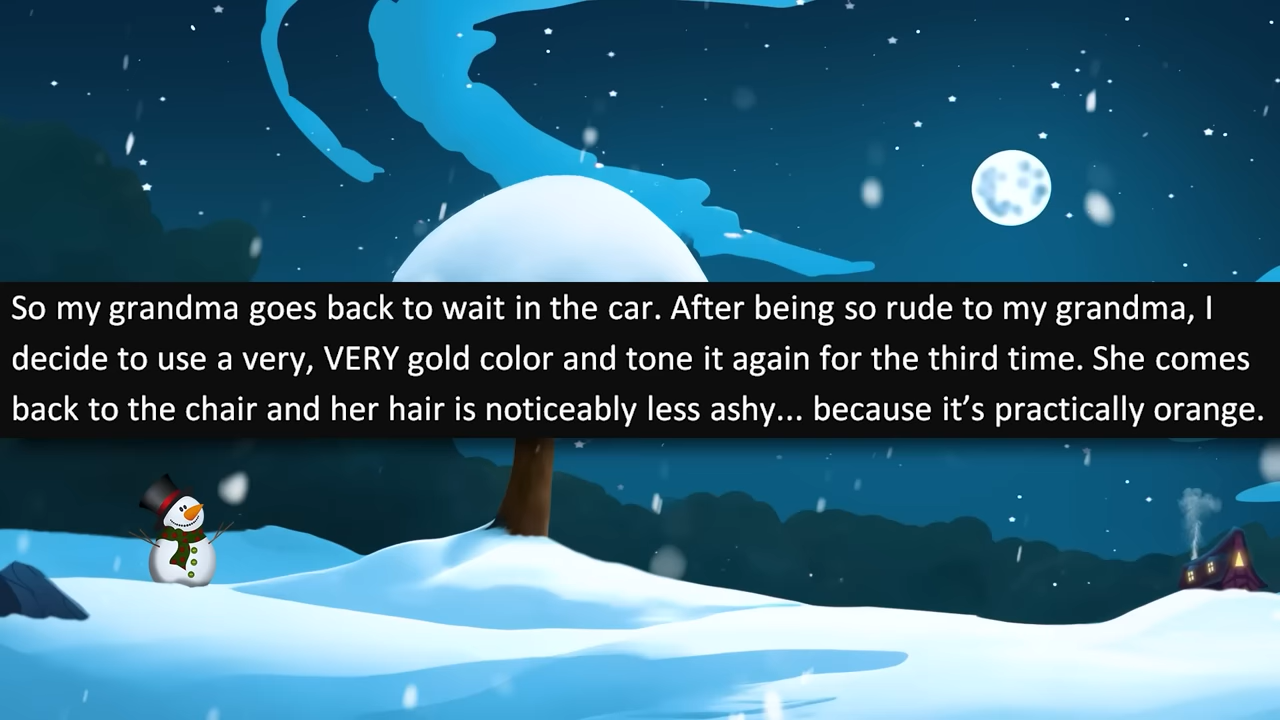 So my grandma goes back to wait in the car. After being so rude to my grandma, I
decide to use a very, VERY gold color and tone it again for the third time. She comes
back to the chair and her hair is noticeably less ashy... because it’s practically orange.